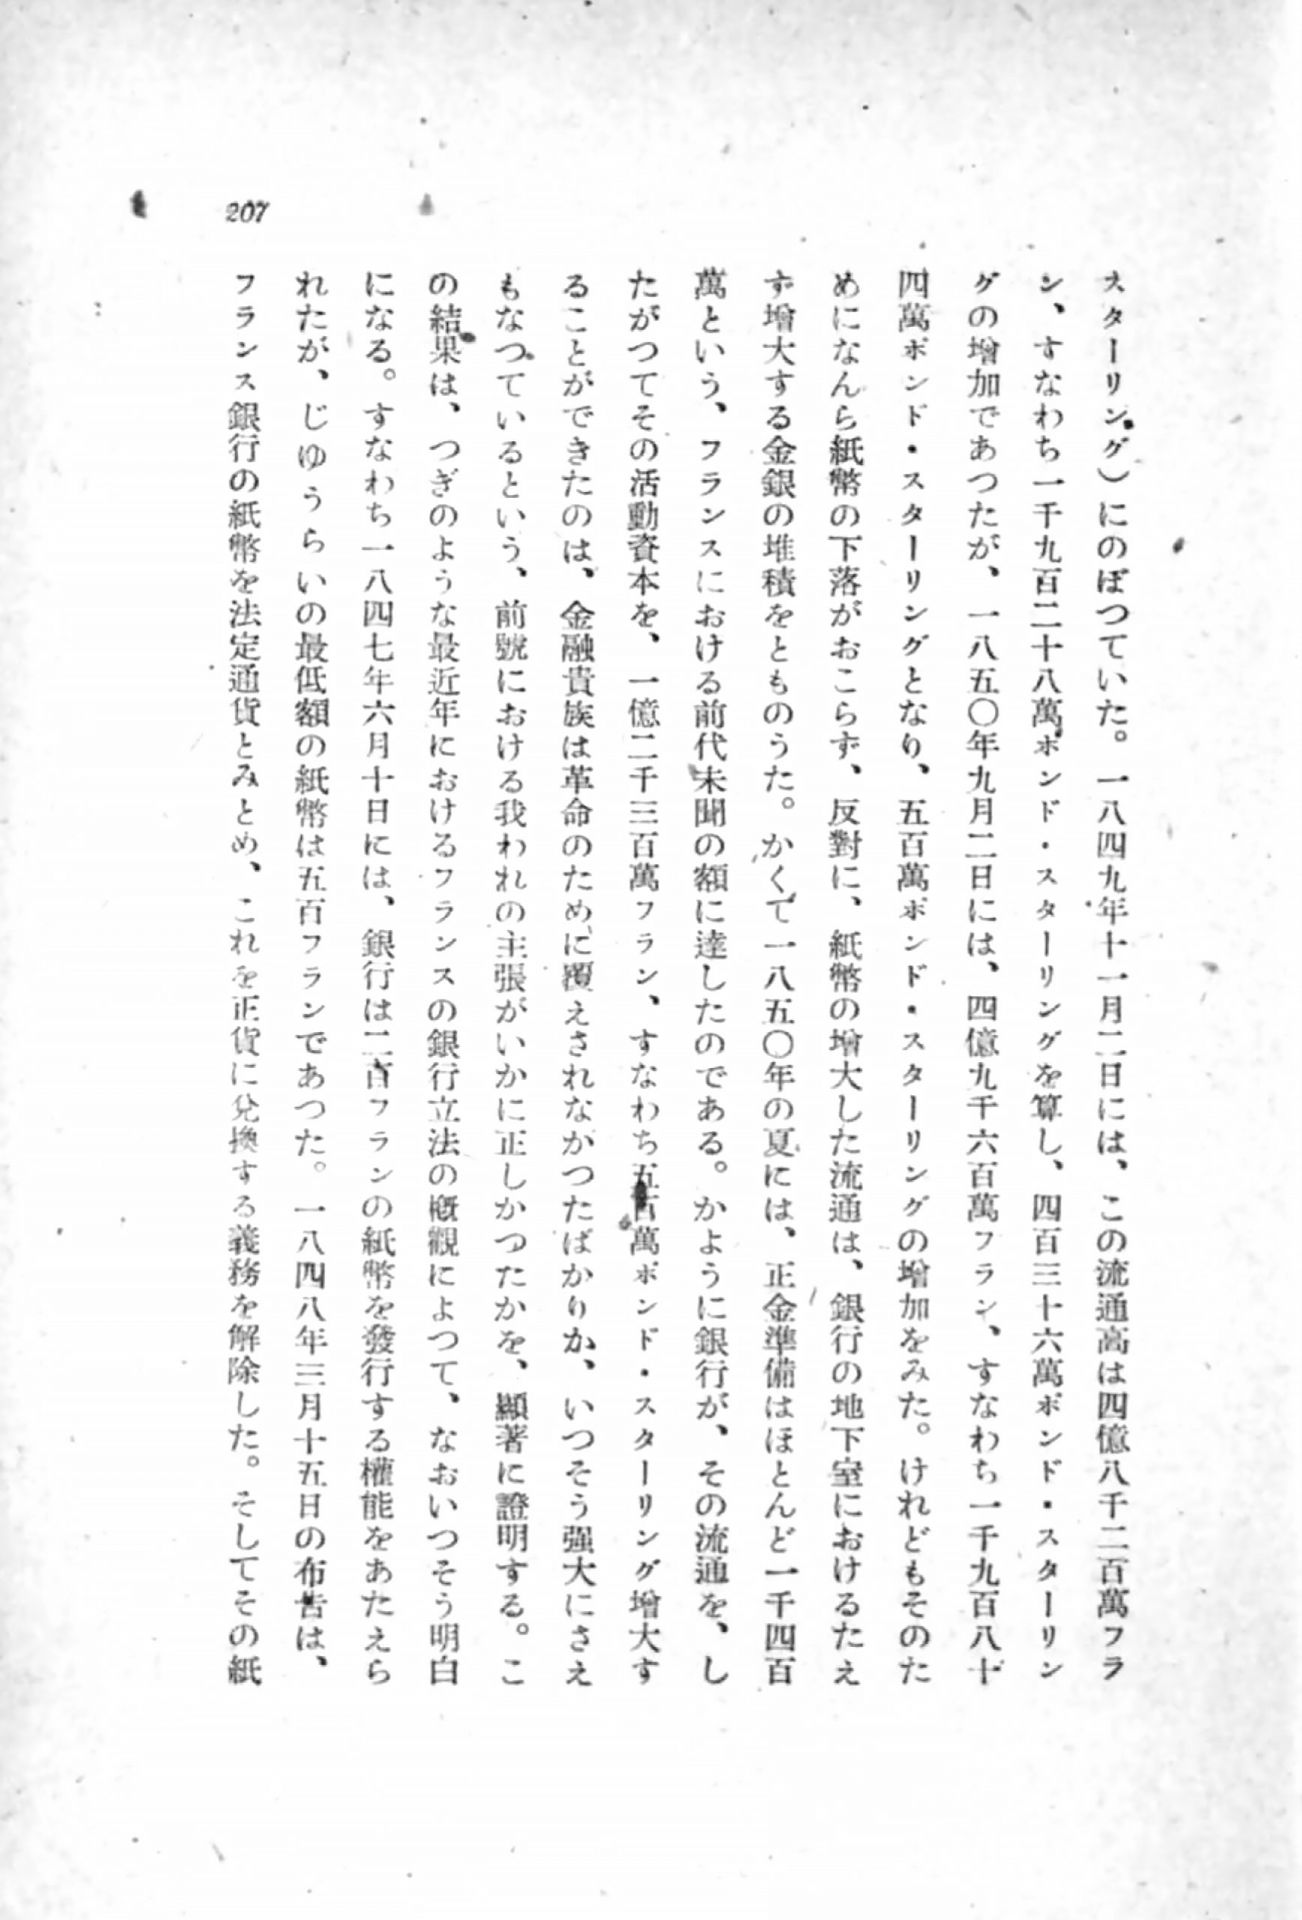 207
スターリング）にのぼつていた。一八四九年十一月二日には、この流通高は四億八千二百萬フラ
ン、すなわち一千九百二十八萬ポンド・スターリングを算し、四百三十六萬ポンド・スターリン
グの增加であつたが、一八五〇年九月二日には、四億九千六百萬フラン、すなわち一千九百八十
四萬ポンド・スターリングとなり、五百萬ポンド・スターリングの增加をみた。けれどもそのた
めになんら紙幣の下落がおこらず、反對に、紙幣の增大した流通は、銀行の地下室におけるたえ
ず增大する金銀の堆積をとものうた。かくて一八五〇年の夏には、正金準備はほとんど一千四百
萬という、フランスにおける前代未聞の額に達したのである。かように銀行が、その流通を、し
たがつてその活動資本を、一億二千三百萬フラン、すなわち五百萬ポンド・スターリング增大す
ることができたのは、金融貴族は革命のために覆えされなかつたばかりか、いつそう强大にさえ
もなつているという、前號における我われの主張がいかに正しかつたかを、顯著に證明する。こ
の結果は、つぎのような最近年におけるフランスの銀行立法の槪觀によつて、なおいつそう明白
になる。すなわち一八四七年六月十日には、銀行は二百フランの紙幣を發行する權能をあたえら
れたが、じゆうらいの最低額の紙幣は五百フランであつた。一八四八年三月十五日の布吿は、
フランス銀行の紙幣を法定通貨とみとめ、これを正貨に兌換する義務を解除した。そしてその紙